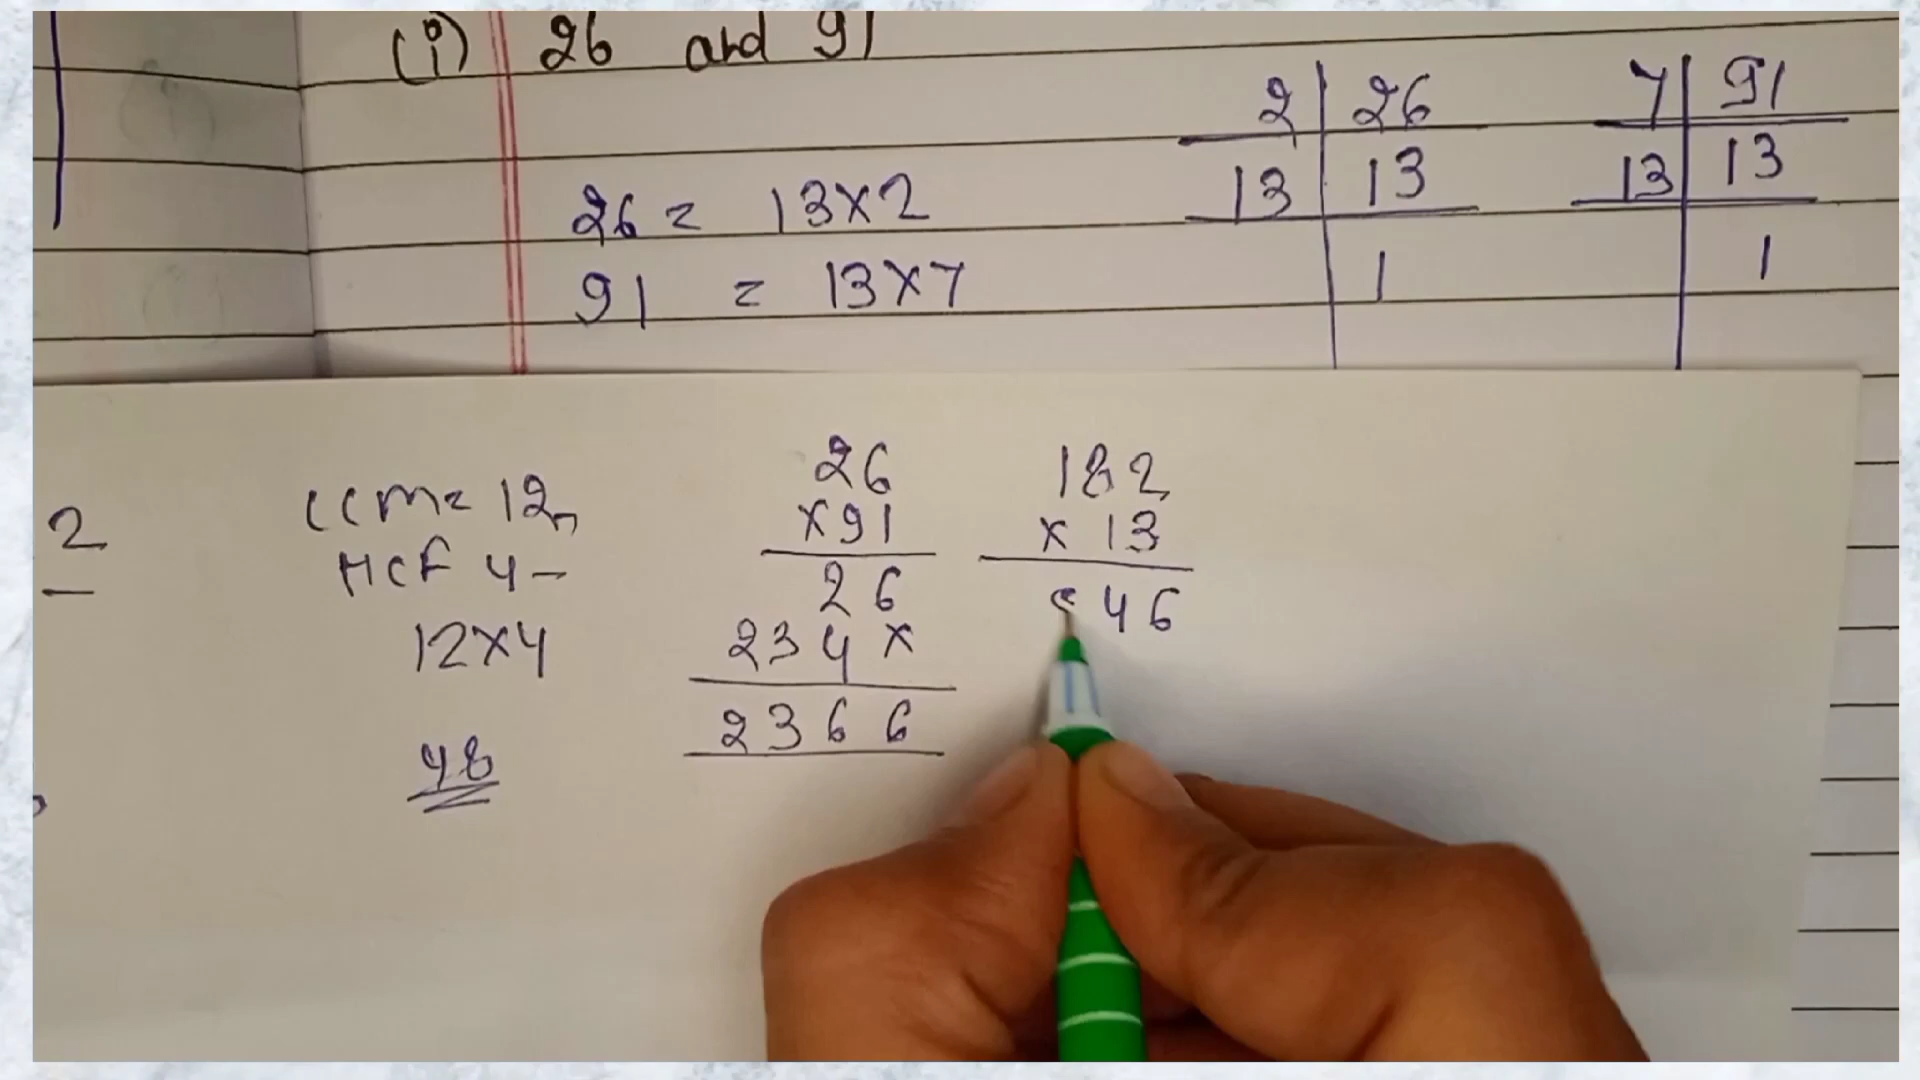 (i) 26 and 91
2 | 26
13 | 13
1
7 | 91
13 | 13
1
26 = 13×2
91 = 13×7
2
LCM = 12
HCF 4 –
12×4
48
26
×91
26
234×
2366
182
× 13
546